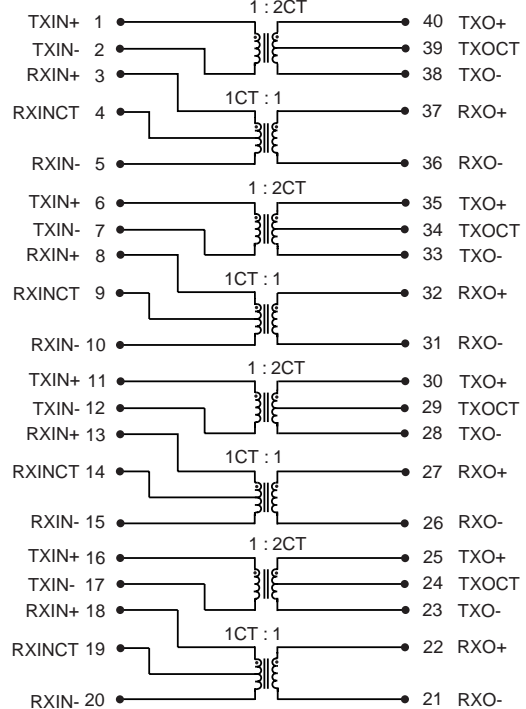 1 : 2CT
TXIN+ 1 40 TXO+
TXIN- 2 39 TXOCT
RXIN+ 3 38 TXO-
1CT : 1
RXINCT 4 37 RXO+
RXIN- 5 36 RXO-
1 : 2CT
TXIN+ 6 35 TXO+
TXIN- 7 34 TXOCT
RXIN+ 8 33 TXO-
1CT : 1
RXINCT 9 32 RXO+
RXIN- 10 31 RXO-
1 : 2CT
TXIN+ 11 30 TXO+
TXIN- 12 29 TXOCT
RXIN+ 13 28 TXO-
1CT : 1
RXINCT 14 27 RXO+
RXIN- 15 26 RXO-
1 : 2CT
TXIN+ 16 25 TXO+
TXIN- 17 24 TXOCT
RXIN+ 18 23 TXO-
1CT : 1
RXINCT 19 22 RXO+
RXIN- 20 21 RXO-